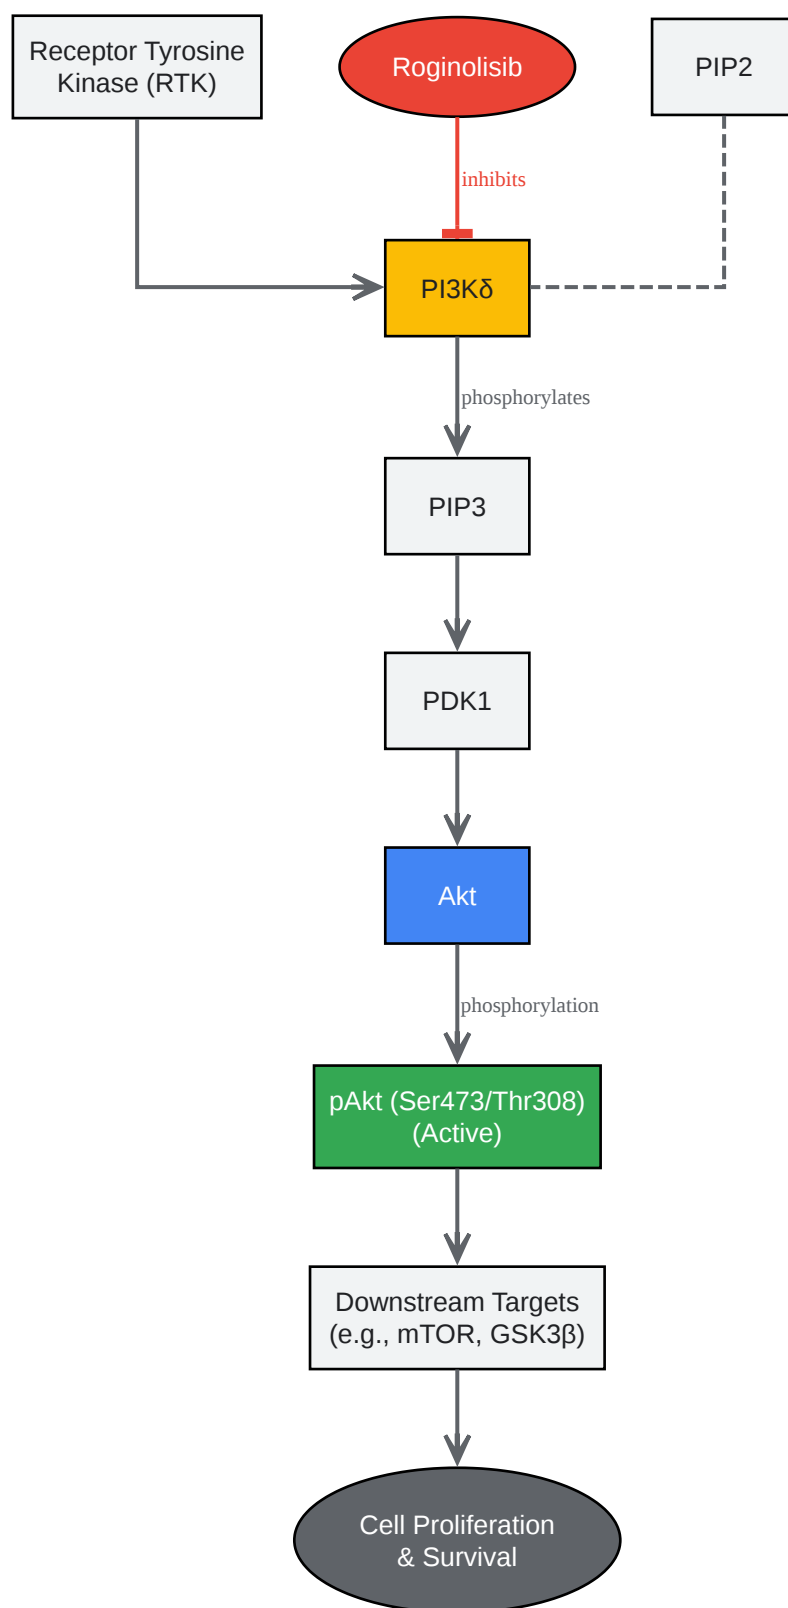 Receptor Tyrosine
Kinase (RTK)
Roginolisib
PIP2
inhibits
PI3Kδ
phosphorylates
PIP3
PDK1
Akt
phosphorylation
pAkt (Ser473/Thr308)
(Active)
Downstream Targets
(e.g., mTOR, GSK3β)
Cell Proliferation
& Survival